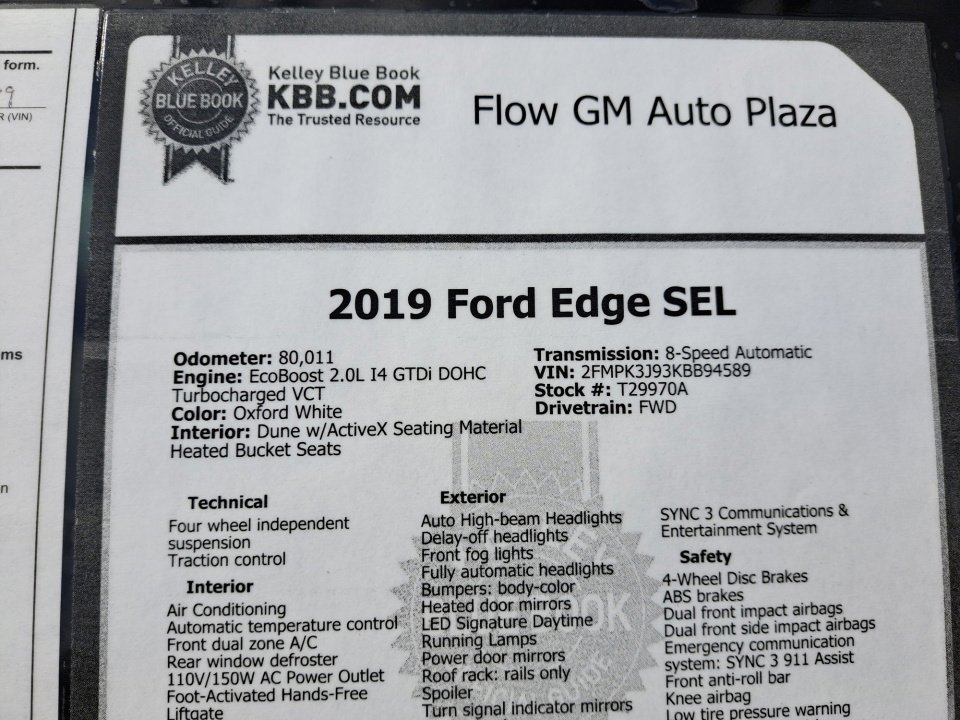 form.
R (VIN)
ms
n
KELLEY
BLUE BOOK
OFFICIAL GUIDE
Kelley Blue Book
KBB.COM
The Trusted Resource
Flow GM Auto Plaza
2019 Ford Edge SEL
Odometer: 80,011
Engine: EcoBoost 2.0L I4 GTDi DOHC
Turbocharged VCT
Color: Oxford White
Interior: Dune w/ActiveX Seating Material
Heated Bucket Seats
Transmission: 8-Speed Automatic
VIN: 2FMPK3J93KBB94589
Stock #: T29970A
Drivetrain: FWD
Technical
Four wheel independent
suspension
Traction control
Interior
Air Conditioning
Automatic temperature control
Front dual zone A/C
Rear window defroster
110V/150W AC Power Outlet
Foot-Activated Hands-Free
Liftgate
Exterior
Auto High-beam Headlights
Delay-off headlights
Front fog lights
Fully automatic headlights
Bumpers: body-color
Heated door mirrors
LED Signature Daytime
Running Lamps
Power door mirrors
Roof rack: rails only
Spoiler
Turn signal indicator mirrors
SYNC 3 Communications &
Entertainment System
Safety
4-Wheel Disc Brakes
ABS brakes
Dual front impact airbags
Dual front side impact airbags
Emergency communication
system: SYNC 3 911 Assist
Front anti-roll bar
Knee airbag
Low tire pressure warning